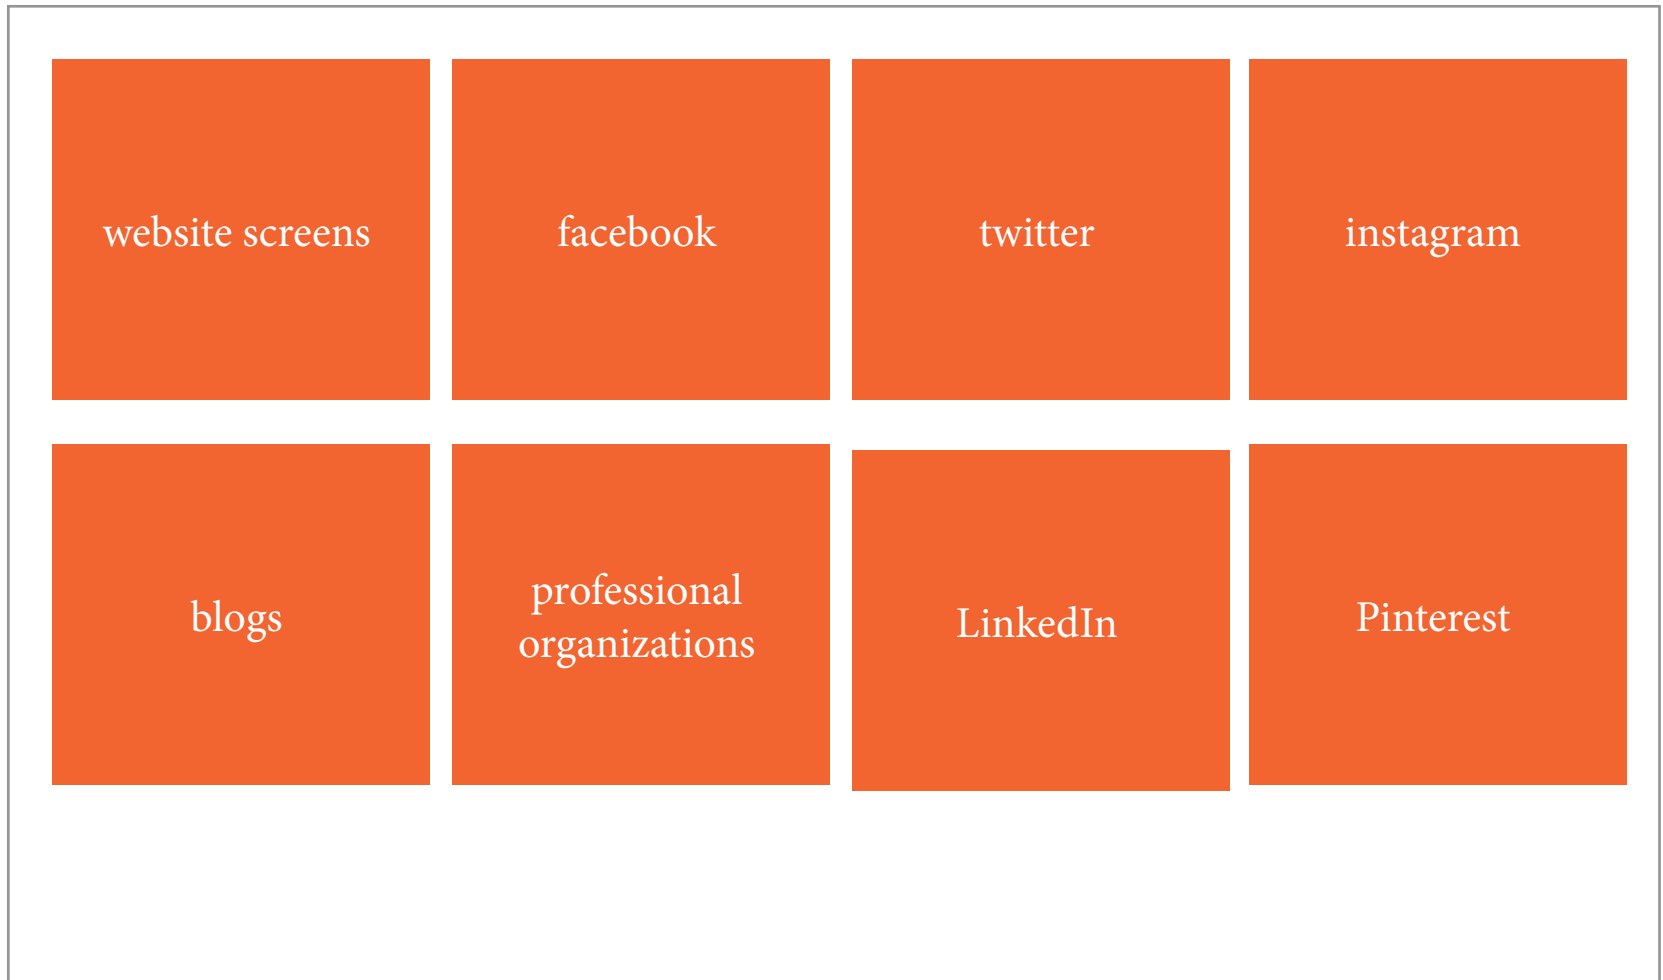 website screens
facebook
twitter
instagram
blogs
professional
organizations
LinkedIn
Pinterest